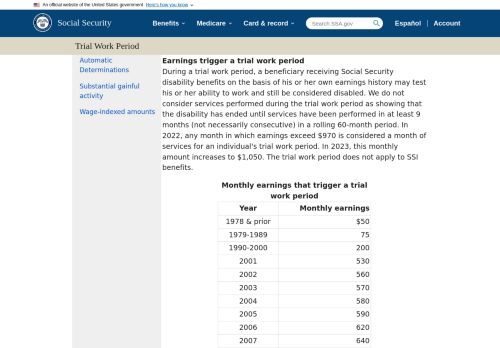 An official website of the United States government Here's how you know
Social Security
Benefits Medicare Card & record Search SSA.gov Español Account
Trial Work Period
Automatic
Determinations
Substantial gainful
activity
Wage-indexed amounts
Earnings trigger a trial work period
During a trial work period, a beneficiary receiving Social Security
disability benefits on the basis of his or her own earnings history may test
his or her ability to work and still be considered disabled. We do not
consider services performed during the trial work period as showing that
the disability has ended until services have been performed in at least 9
months (not necessarily consecutively) in a rolling 60-month period. In
2022, any month in which earnings exceed $970 is considered a month of
services for an individual's trial work period. In 2023, this monthly
amount increases to $1,050. The trial work period does not apply to SSI
benefits.
Monthly earnings that trigger a trial
work period
Year Monthly earnings
1978 & prior $50
1979-1989 75
1990-2000 200
2001 530
2002 560
2003 570
2004 580
2005 590
2006 620
2007 640